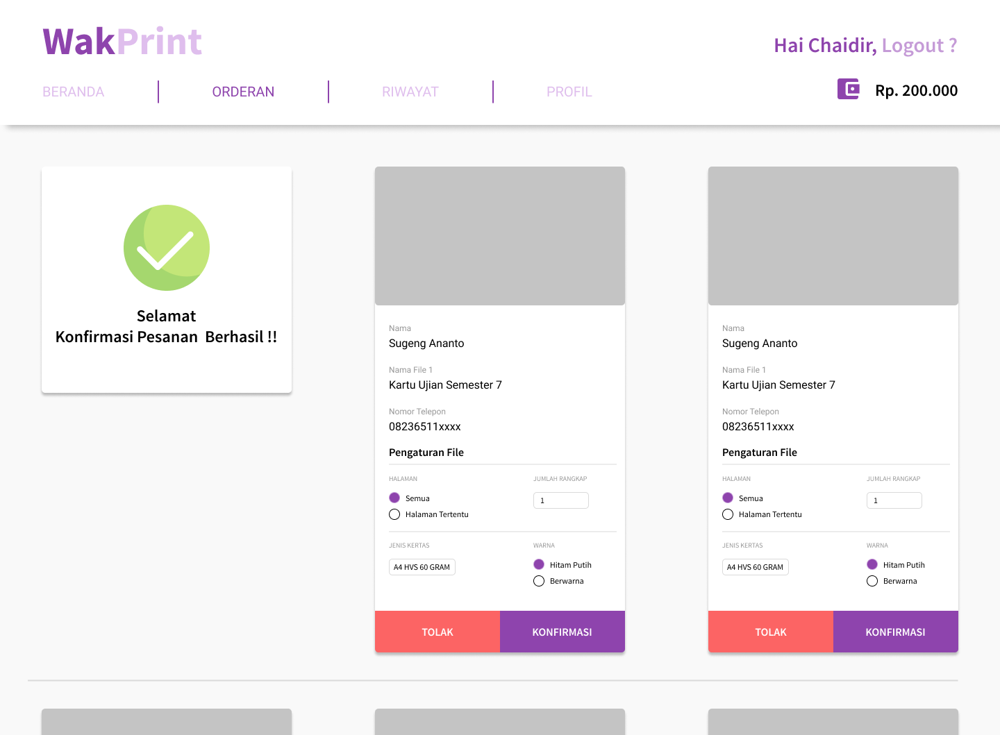 WakPrint
Hai Chaidir, Logout ?
BERANDA
ORDERAN
RIWAYAT
PROFIL
Rp. 200.000
Selamat
Konfirmasi Pesanan  Berhasil !!
Nama
Sugeng Ananto
Nama File 1
Kartu Ujian Semester 7
Nomor Telepon
08236511xxxx
Pengaturan File
HALAMAN
JUMLAH RANGKAP
Semua
1
Halaman Tertentu
JENIS KERTAS
WARNA
A4 HVS 60 GRAM
Hitam Putih
Berwarna
TOLAK
KONFIRMASI
Nama
Sugeng Ananto
Nama File 1
Kartu Ujian Semester 7
Nomor Telepon
08236511xxxx
Pengaturan File
HALAMAN
JUMLAH RANGKAP
Semua
1
Halaman Tertentu
JENIS KERTAS
WARNA
A4 HVS 60 GRAM
Hitam Putih
Berwarna
TOLAK
KONFIRMASI